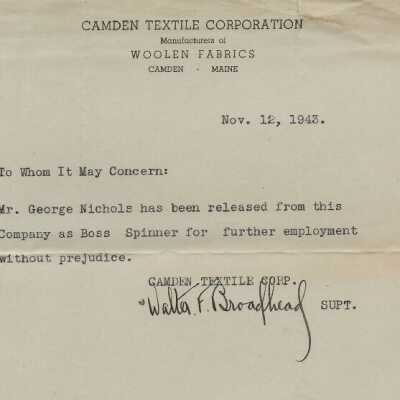 CAMDEN TEXTILE CORPORATION
Manufacturers of
WOOLEN FABRICS
CAMDEN - MAINE
Nov. 12, 1943.
To Whom It May Concern:
Mr. George Nichols has been released from this
Company as Boss Spinner for further employment
without prejudice.
CAMDEN TEXTILE CORP.
Walter F. Broadhead SUPT.